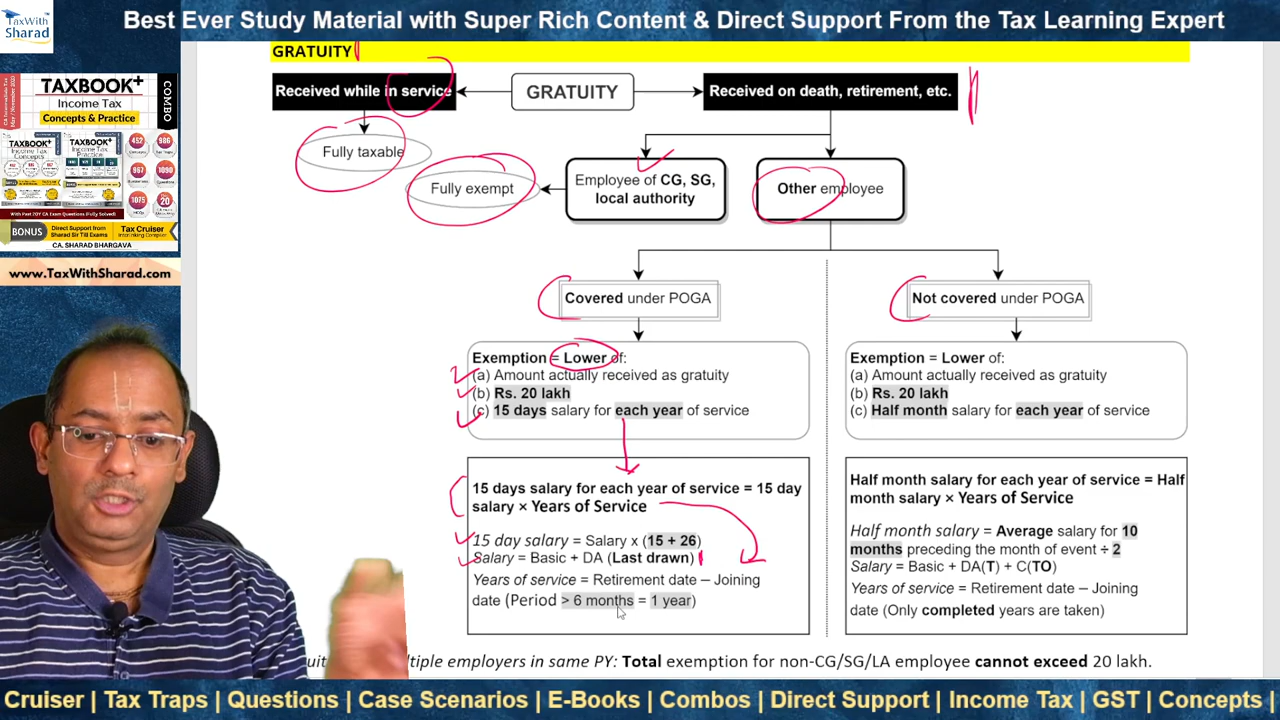 Best Ever Study Material with Super Rich Content & Direct Support From the Tax Learning Expert
TaxWith
Sharad
TAXBOOK+
Income Tax
Concepts & Practice
COMBO
BONUS
Direct Support from
Sharad Sir Till Exams
Tax Cruiser
CA. SHARAD BHARGAVA
www.TaxWithSharad.com
GRATUITY
Received while in service
GRATUITY
Received on death, retirement, etc.
Fully taxable
Fully exempt
Employee of CG, SG,
local authority
Other employee
Covered under POGA
Not covered under POGA
Exemption = Lower of:
(a) Amount actually received as gratuity
(b) Rs. 20 lakh
(c) 15 days salary for each year of service
Exemption = Lower of:
(a) Amount actually received as gratuity
(b) Rs. 20 lakh
(c) Half month salary for each year of service
15 days salary for each year of service = 15 day
salary × Years of Service
15 day salary = Salary x (15 ÷ 26)
Salary = Basic + DA (Last drawn)
Years of service = Retirement date – Joining
date (Period > 6 months = 1 year)
Half month salary for each year of service = Half
month salary × Years of Service
Half month salary = Average salary for 10
months preceding the month of event ÷ 2
Salary = Basic + DA(T) + C(TO)
Years of service = Retirement date – Joining
date (Only completed years are taken)
employers in same PY: Total exemption for non-CG/SG/LA employee cannot exceed 20 lakh.
Cruiser | Tax Traps | Questions | Case Scenarios | E-Books | Combos | Direct Support | Income Tax | GST | Concepts |